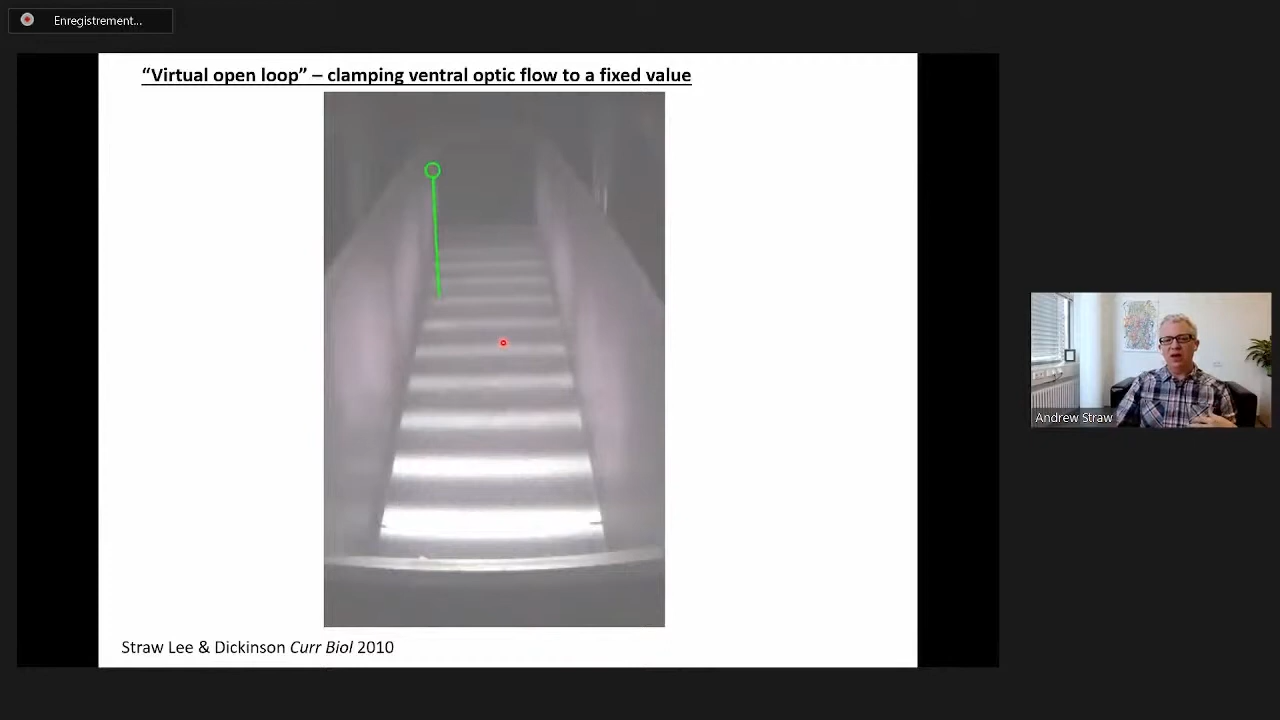 Enregistrement...
“Virtual open loop” – clamping ventral optic flow to a fixed value
Andrew Straw
Straw Lee & Dickinson Curr Biol 2010